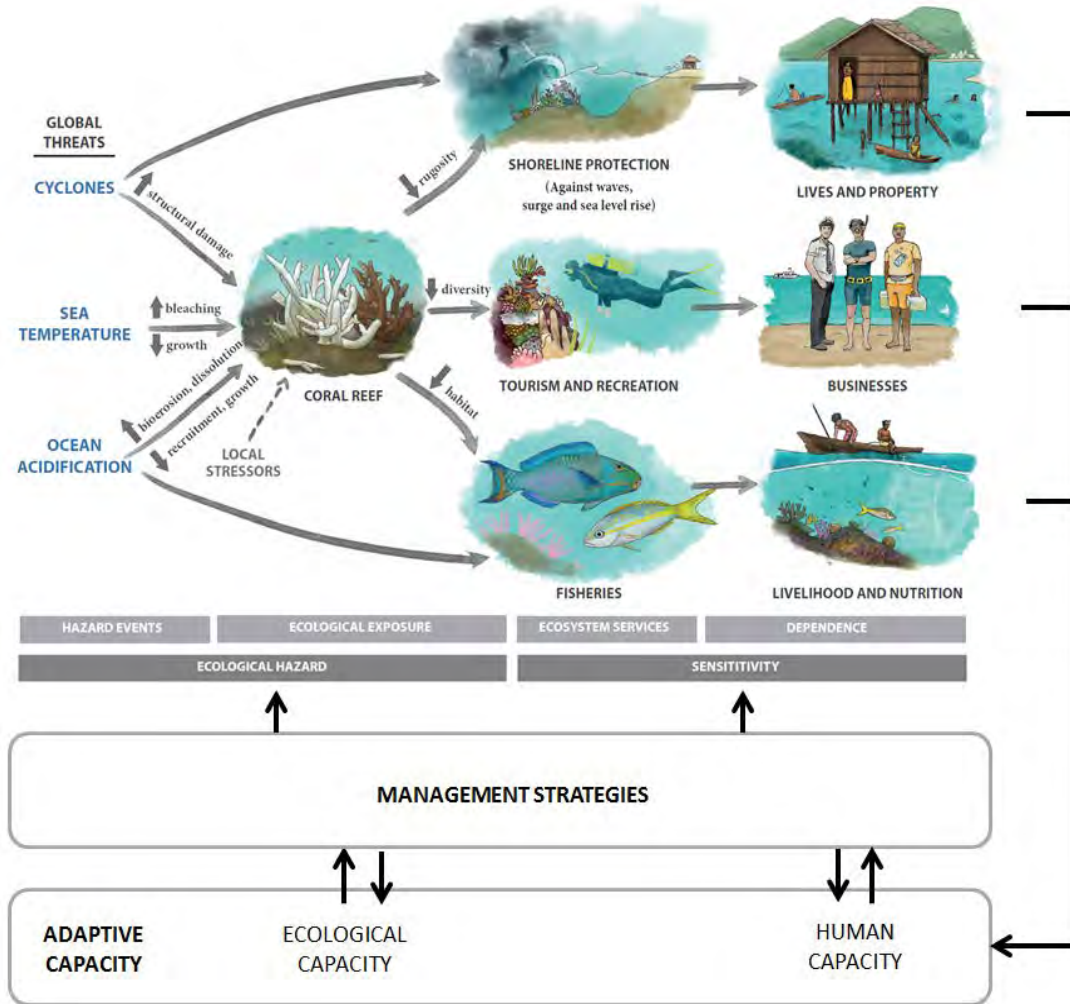 GLOBAL
THREATS
CYCLONES
structural damage
rugosity
SHORELINE PROTECTION
(Against waves,
surge and sea level rise)
LIVES AND PROPERTY
SEA
TEMPERATURE
bleaching
growth
diversity
CORAL REEF
TOURISM AND RECREATION
BUSINESSES
bioerosion, dissolution
recruitment, growth
habitat
OCEAN
ACIDIFICATION
LOCAL
STRESSORS
FISHERIES
LIVELIHOOD AND NUTRITION
HAZARD EVENTS
ECOLOGICAL EXPOSURE
ECOSYSTEM SERVICES
DEPENDENCE
ECOLOGICAL HAZARD
SENSITITIVITY
MANAGEMENT STRATEGIES
ADAPTIVE
CAPACITY
ECOLOGICAL
CAPACITY
HUMAN
CAPACITY